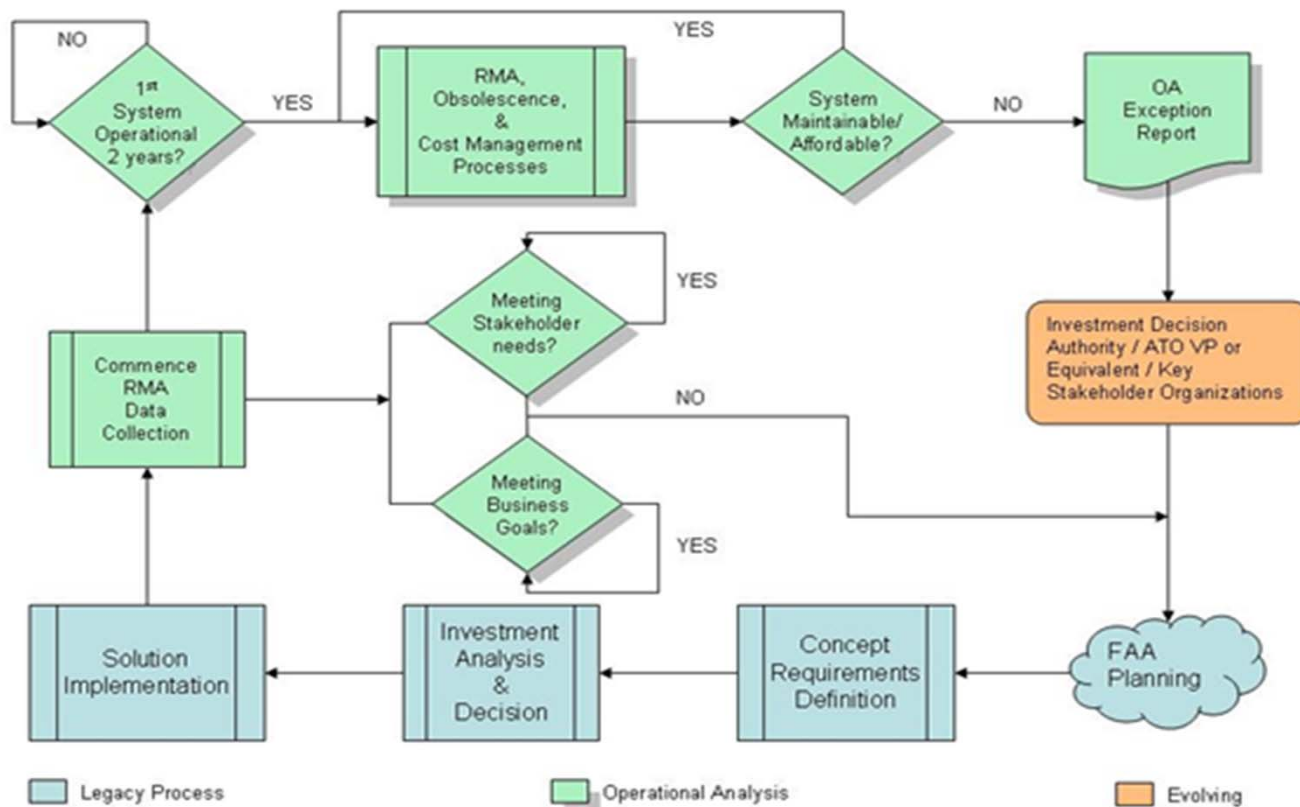 NO
1st
System
Operational
2 years?
YES
RMA,
Obsolescence,
&
Cost Management
Processes
YES
System
Maintainable/
Affordable?
NO
OA
Exception
Report
Commence
RMA
Data
Collection
Meeting
Stakeholder
needs?
YES
NO
Meeting
Business
Goals?
YES
Investment Decision
Authority / ATO VP or
Equivalent / Key
Stakeholder Organizations
Solution
Implementation
Investment
Analysis
&
Decision
Concept
Requirements
Definition
FAA
Planning
Legacy Process
Operational Analysis
Evolving